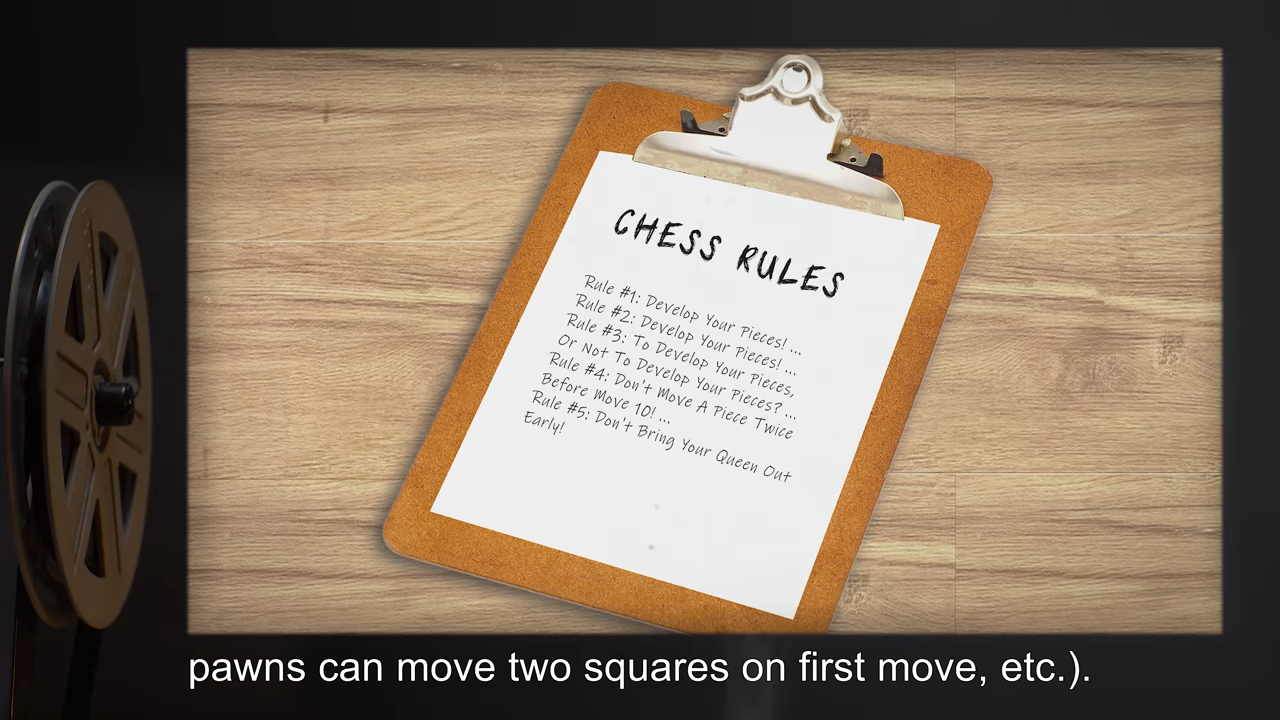 CHESS RULES
Rule #1: Develop Your Pieces! ...
Rule #2: Develop Your Pieces! ...
Rule #3: To Develop Your Pieces,
Or Not To Develop Your Pieces? ...
Rule #4: Don't Move A Piece Twice
Before Move 10! ...
Rule #5: Don't Bring Your Queen Out
Early!
pawns can move two squares on first move, etc.).